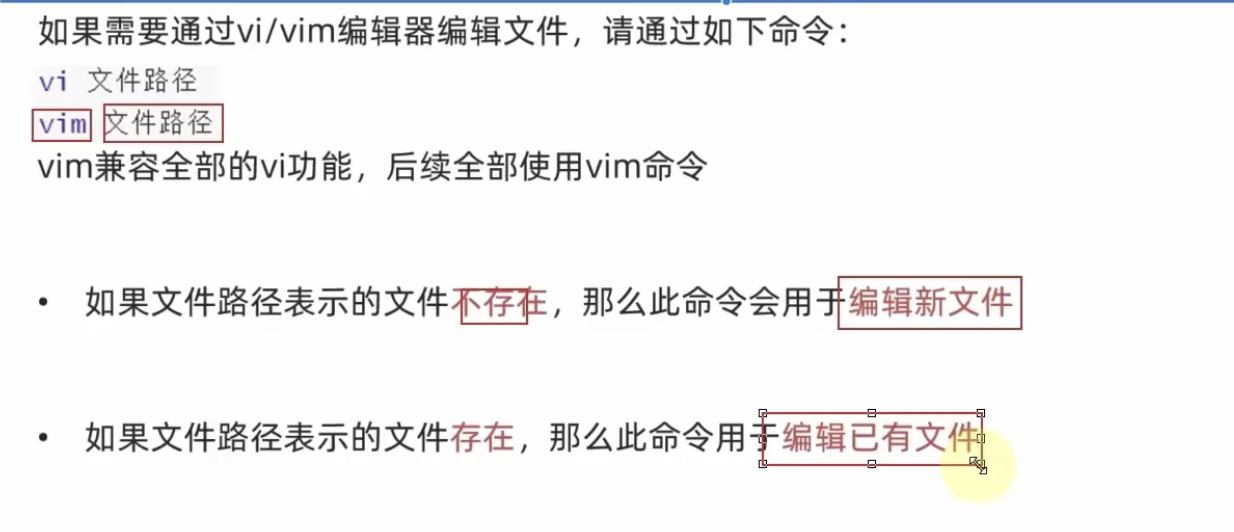 如果需要通过vi/vim编辑器编辑文件，请通过如下命令：
vi 文件路径
vim 文件路径
vim兼容全部的vi功能，后续全部使用vim命令
• 如果文件路径表示的文件不存在，那么此命令会用于编辑新文件
• 如果文件路径表示的文件存在，那么此命令用于编辑已有文件